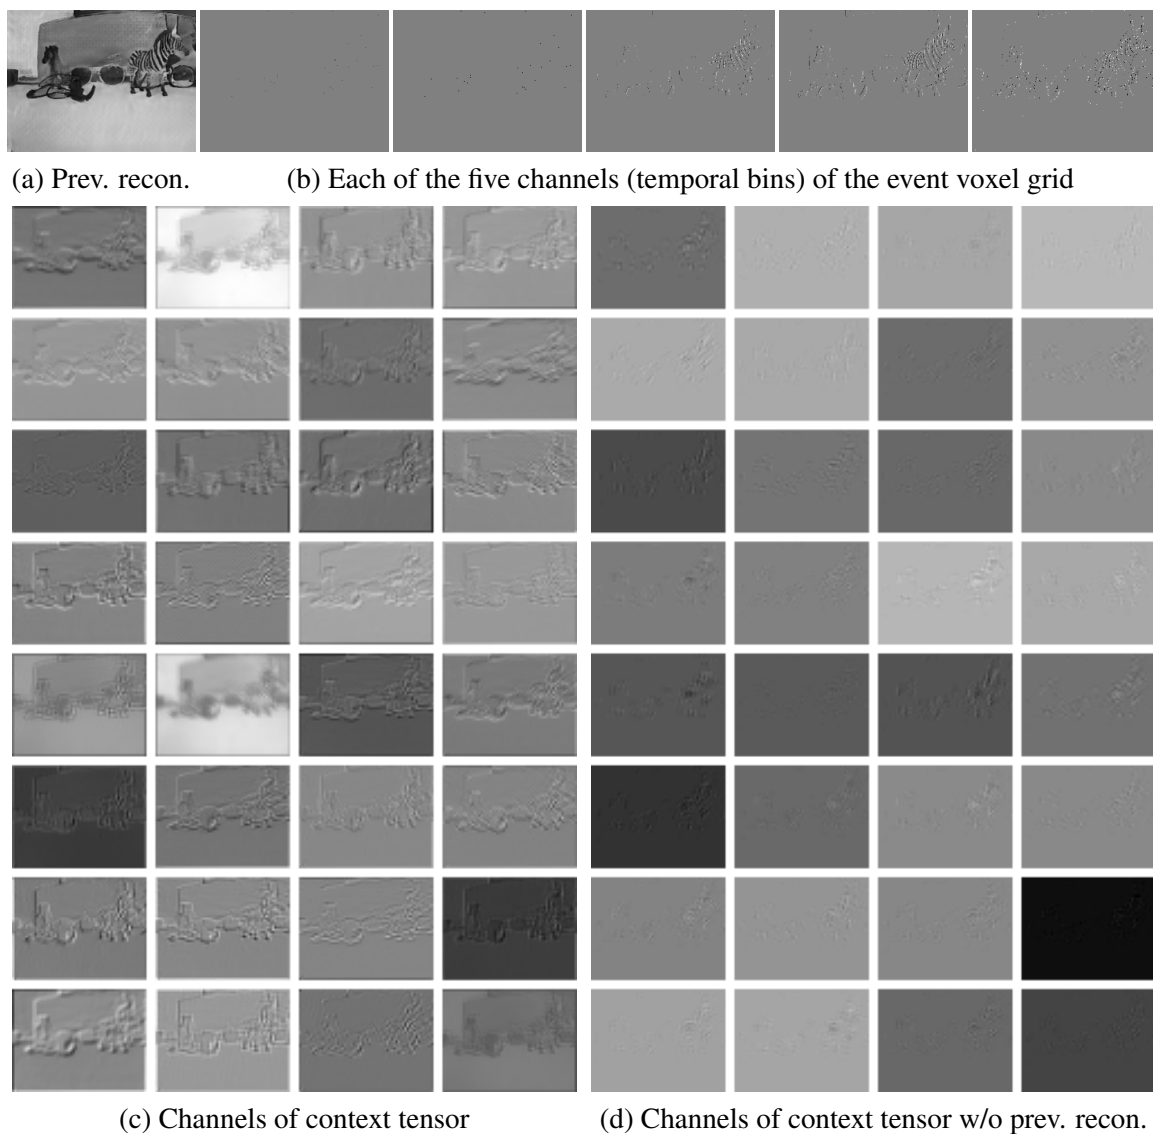 (a) Prev. recon.
(b) Each of the five channels (temporal bins) of the event voxel grid
(c) Channels of context tensor
(d) Channels of context tensor w/o prev. recon.